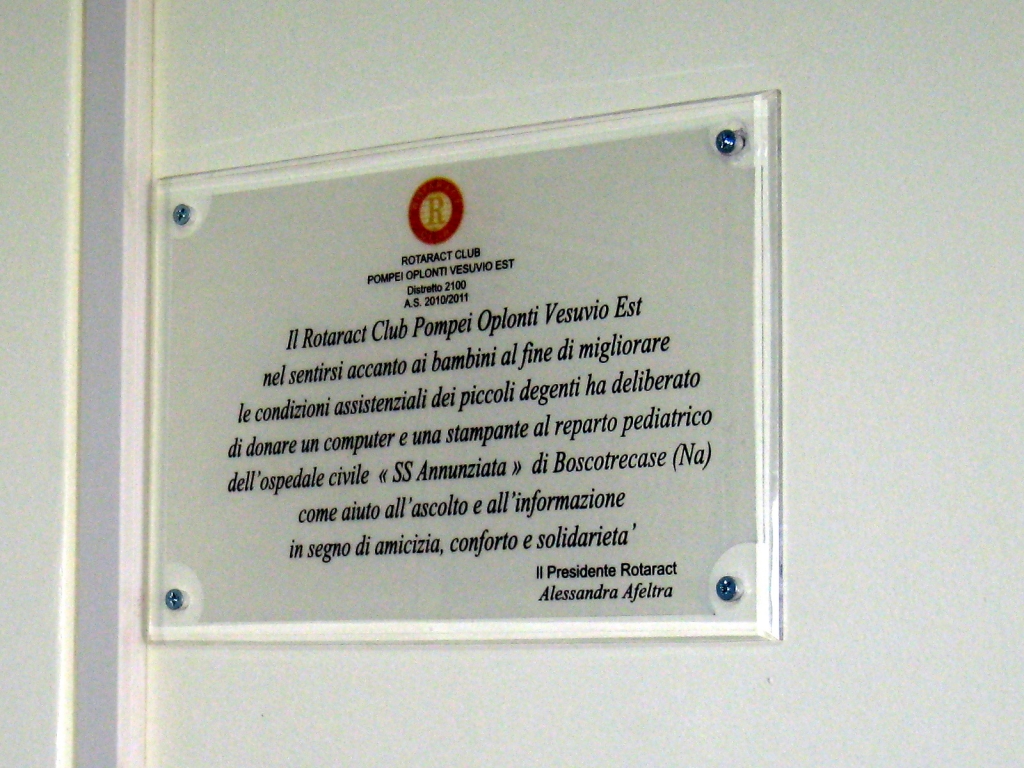 R
ROTARACT CLUB
POMPEI OPLONTI VESUVIO EST
Distretto 2100
A.S. 2010/2011
Il Rotaract Club Pompei Oplonti Vesuvio Est
nel sentirsi accanto ai bambini al fine di migliorare
le condizioni assistenziali dei piccoli degenti ha deliberato
di donare un computer e una stampante al reparto pediatrico
dell'ospedale civile « SS Annunziata » di Boscotrecase (Na)
come aiuto all'ascolto e all'informazione
in segno di amicizia, conforto e solidarieta'
Il Presidente Rotaract
Alessandra Afeltra